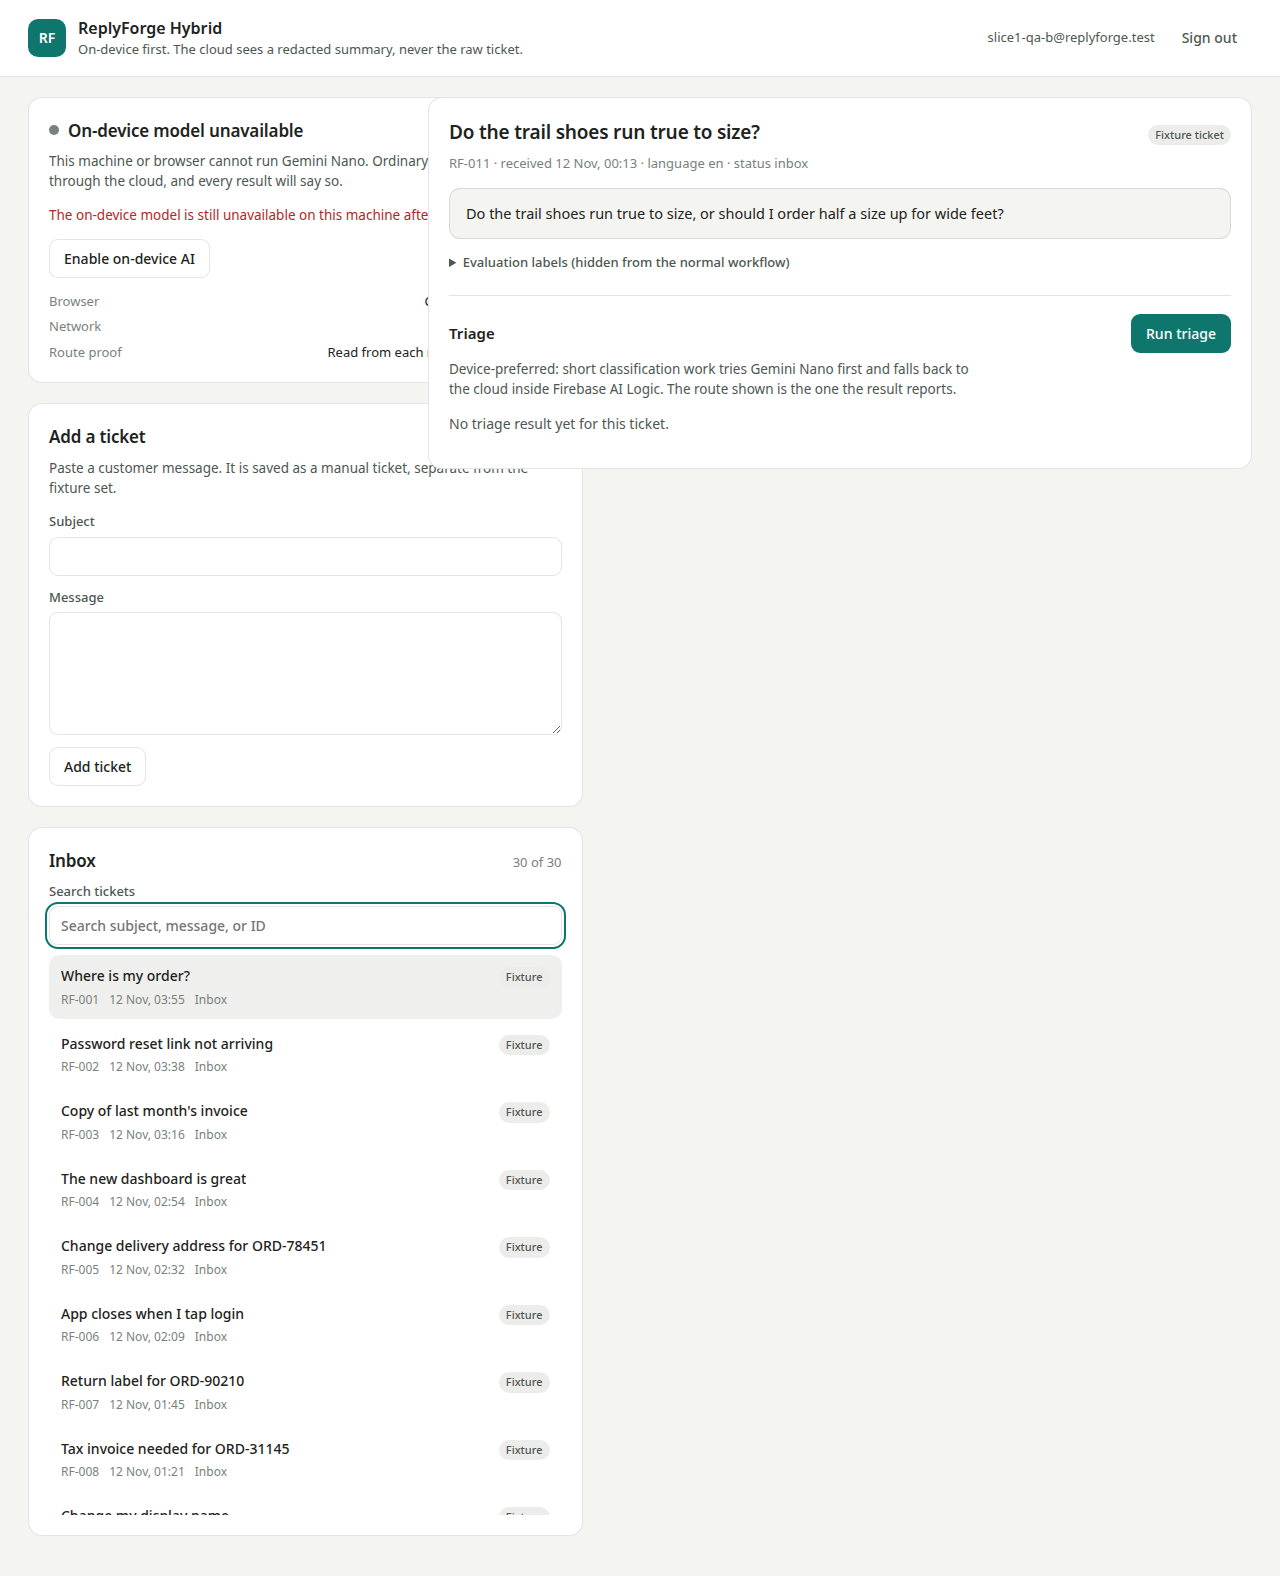 RF
ReplyForge Hybrid
On-device first. The cloud sees a redacted summary, never the raw ticket.
slice1-qa-b@replyforge.test
Sign out
On-device model unavailable
This machine or browser cannot run Gemini Nano. Ordinary
through the cloud, and every result will say so.
The on-device model is still unavailable on this machine afte
Enable on-device AI
Browser
Network
Route proof
Read from each
Add a ticket
Paste a customer message. It is saved as a manual ticket, separate from the
fixture set.
Subject
Message
Add ticket
Inbox
30 of 30
Search tickets
Search subject, message, or ID
Where is my order?
Fixture
RF-001 12 Nov, 03:55 Inbox
Password reset link not arriving
Fixture
RF-002 12 Nov, 03:38 Inbox
Copy of last month's invoice
Fixture
RF-003 12 Nov, 03:16 Inbox
The new dashboard is great
Fixture
RF-004 12 Nov, 02:54 Inbox
Change delivery address for ORD-78451
Fixture
RF-005 12 Nov, 02:32 Inbox
App closes when I tap login
Fixture
RF-006 12 Nov, 02:09 Inbox
Return label for ORD-90210
Fixture
RF-007 12 Nov, 01:45 Inbox
Tax invoice needed for ORD-31145
Fixture
RF-008 12 Nov, 01:21 Inbox
Change my display name
Do the trail shoes run true to size?
Fixture ticket
RF-011 · received 12 Nov, 00:13 · language en · status inbox
Do the trail shoes run true to size, or should I order half a size up for wide feet?
Evaluation labels (hidden from the normal workflow)
Triage
Run triage
Device-preferred: short classification work tries Gemini Nano first and falls back to
the cloud inside Firebase AI Logic. The route shown is the one the result reports.
No triage result yet for this ticket.